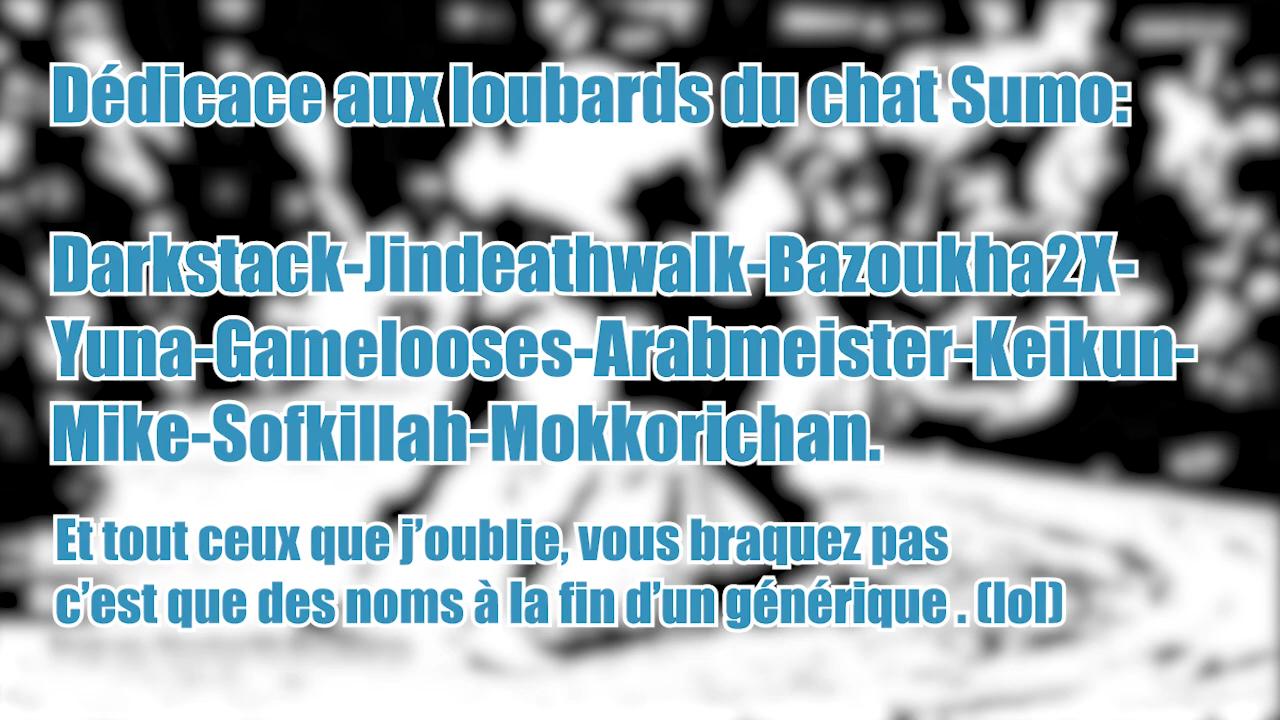 Dédicace aux loubards du chat Sumo:
Darkstack-Jindeathwalk-Bazoukha2X-
Yuna-Gamelooses-Arabmeister-Keikun-
Mike-Sofkillah-Mokkorichan.
Et tout ceux que j’oublie, vous braquez pas
c’est que des noms à la fin d’un générique . (lol)